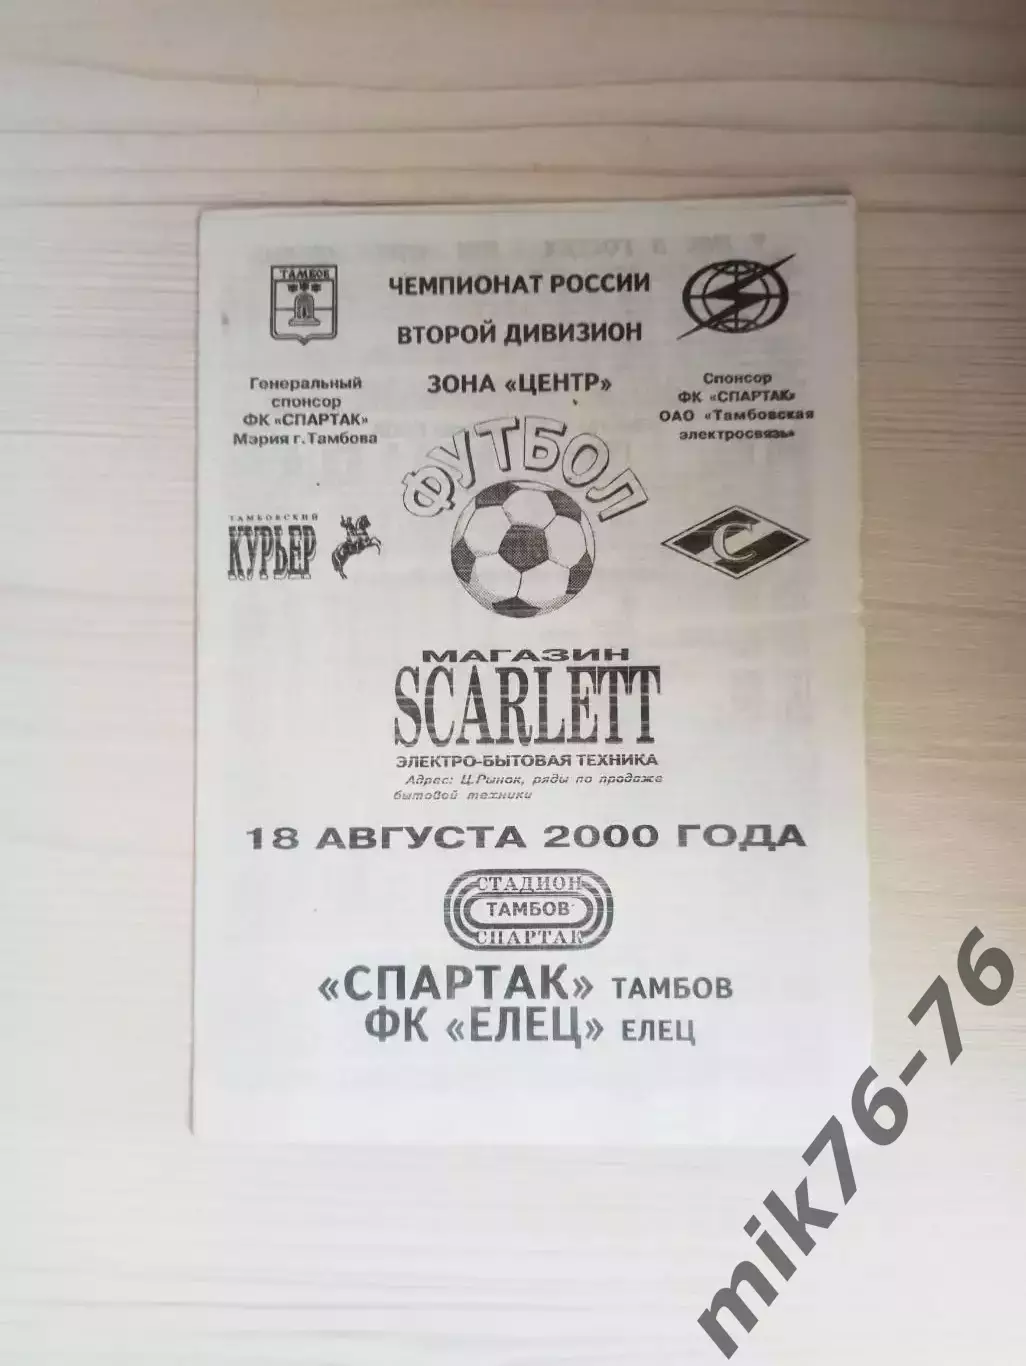 ТАМБОВ
ЧЕМПИОНАТ РОССИИ
ВТОРОЙ ДИВИЗИОН
ЗОНА «ЦЕНТР»
Генеральный
спонсор
ФК «СПАРТАК»
Мэрия г. Тамбова
Спонсор
ФК «СПАРТАК»
ОАО «Тамбовская
электросвязь»
ФУТБОЛ
ТАМБОВСКИЙ
КУРЬЕР
С
МАГАЗИН
SCARLETT
ЭЛЕКТРО-БЫТОВАЯ ТЕХНИКА
Адрес: Ц.Рынок, ряды по продаже
бытовой техники
18 АВГУСТА 2000 ГОДА
СТАДИОН
ТАМБОВ
СПАРТАК
«СПАРТАК» ТАМБОВ
ФК «ЕЛЕЦ» ЕЛЕЦ
mik76-76